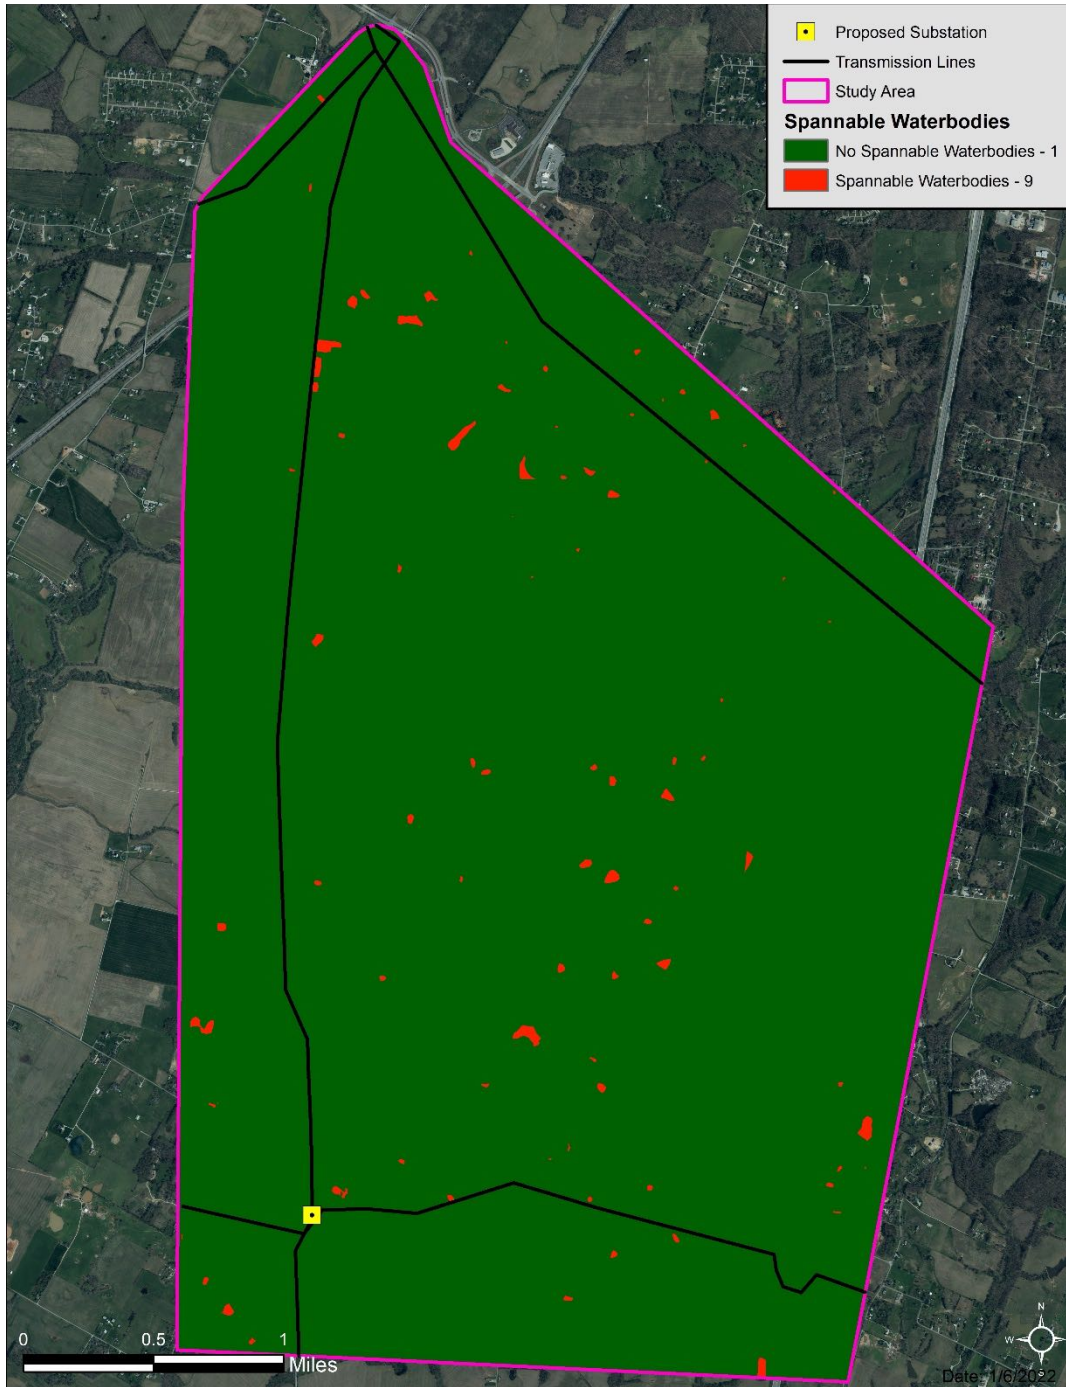 Proposed Substation
Transmission Lines
Study Area
Spannable Waterbodies
No Spannable Waterbodies - 1
Spannable Waterbodies - 9
0 0.5 1
Miles
N
W
S
Date: 1/6/2022